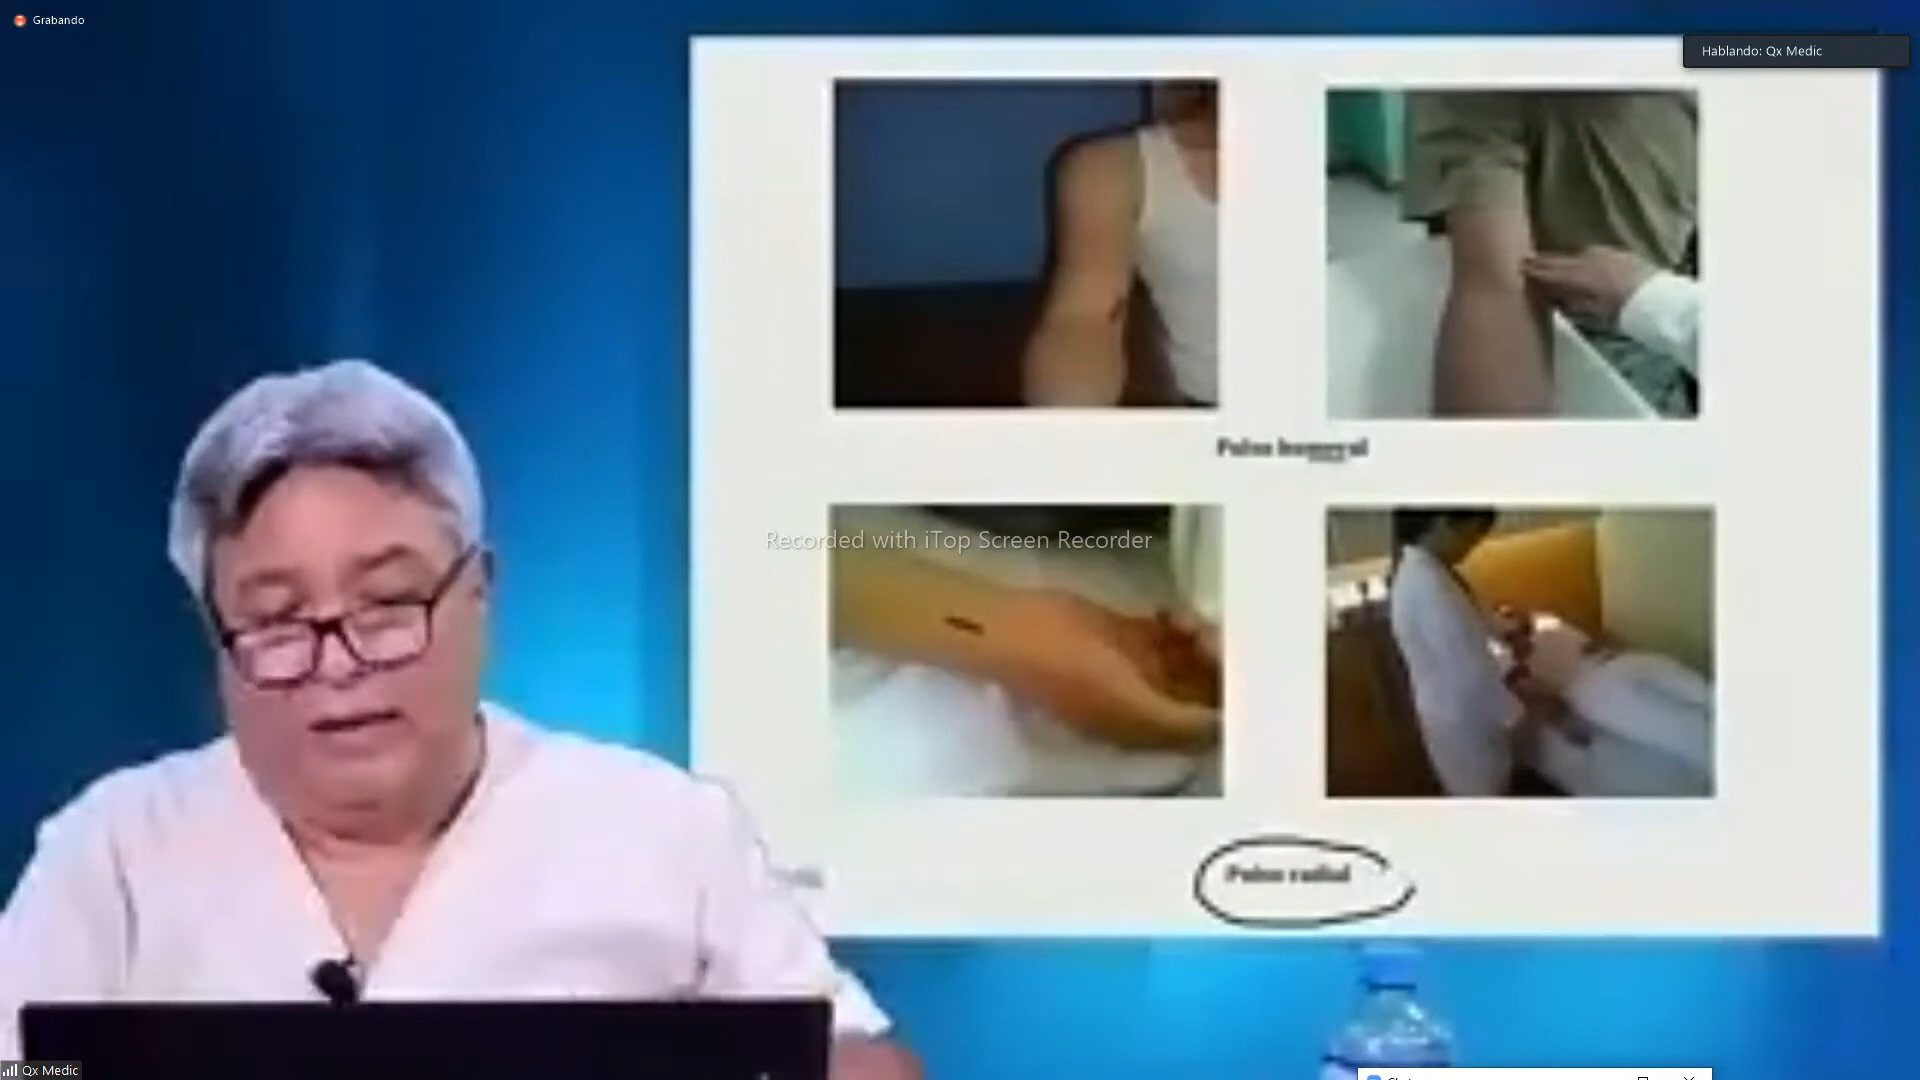 Grabando
Hablando: Qx Medic
Pulso humeral
Recorded with iTop Screen Recorder
Pulso radial
Qx Medic